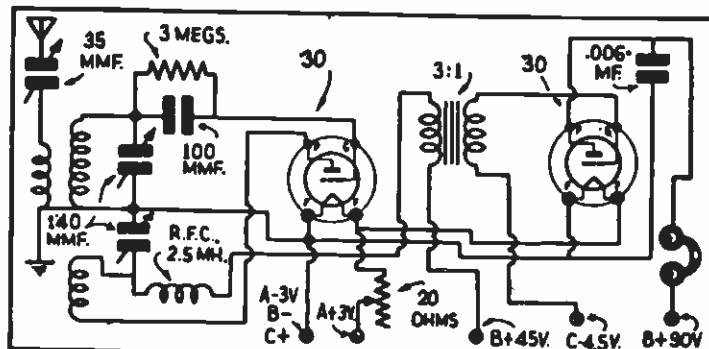 35
MMF.
3 MEGS.
30
3:1
30
.006
MF.
100
MMF.
140
MMF.
R.F.C.,
2.5 MH.
A-3V
B-
C+
A+3V.
20
OHMS
B+45V.
C-4.5V.
B+90V